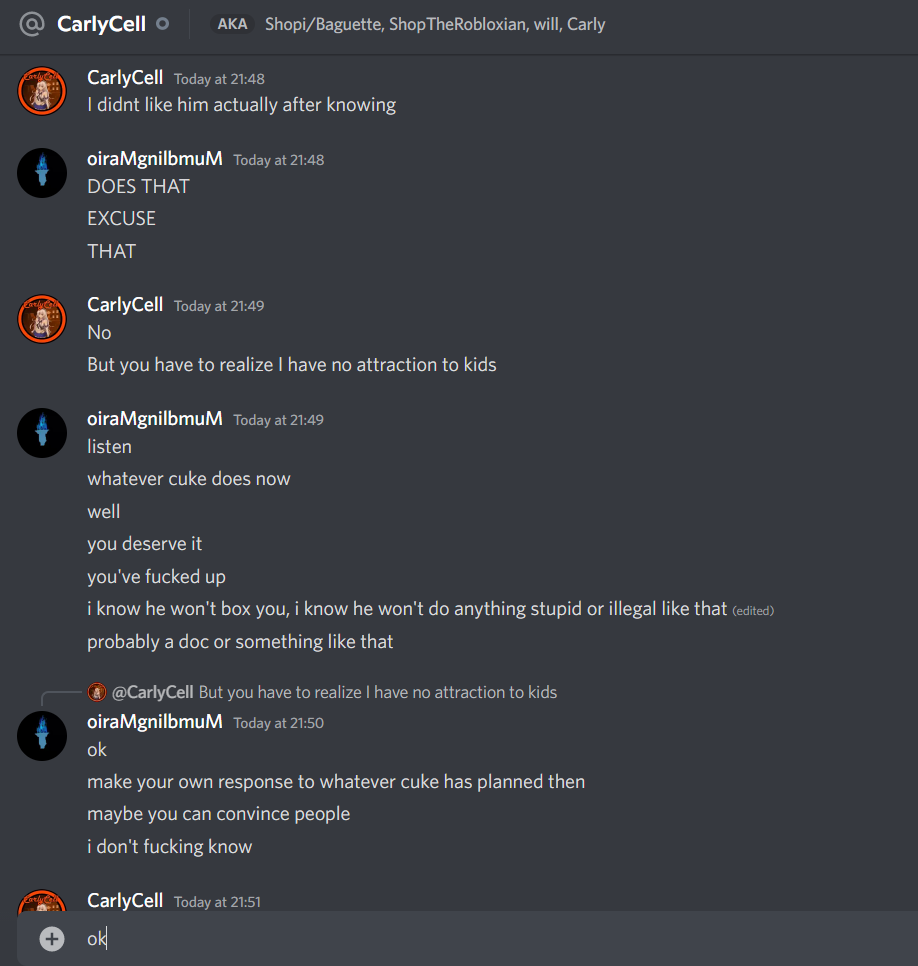 CarlyCell AKA Shopi/Baguette, ShopTheRobloxian, will, Carly
CarlyCell Today at 21:48
I didnt like him actually after knowing
oiraMgnilbmuM Today at 21:48
DOES THAT
EXCUSE
THAT
CarlyCell Today at 21:49
No
But you have to realize I have no attraction to kids
oiraMgnilbmuM Today at 21:49
listen
whatever cuke does now
well
you deserve it
you've fucked up
i know he won't box you, i know he won't do anything stupid or illegal like that (edited)
probably a doc or something like that
@CarlyCell But you have to realize I have no attraction to kids
oiraMgnilbmuM Today at 21:50
ok
make your own response to whatever cuke has planned then
maybe you can convince people
i don't fucking know
CarlyCell Today at 21:51
ok